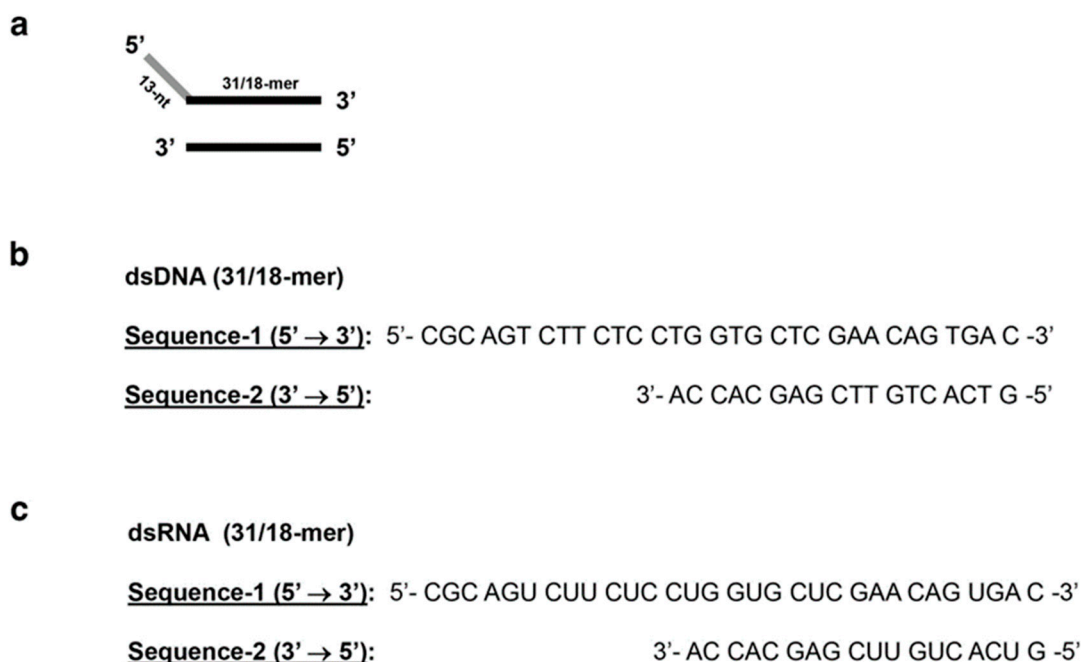 a
5’
13-nt
31/18-mer
3’
3’
5’
b
dsDNA (31/18-mer)
Sequence-1 (5’ → 3’): 5’- CGC AGT CTT CTC CTG GTG CTC GAA CAG TGA C -3’
Sequence-2 (3’ → 5’): 3’- AC CAC GAG CTT GTC ACT G -5’
c
dsRNA (31/18-mer)
Sequence-1 (5’ → 3’): 5’- CGC AGU CUU CUC CUG GUG CUC GAA CAG UGA C -3’
Sequence-2 (3’ → 5’): 3’- AC CAC GAG CUU GUC ACU G -5’